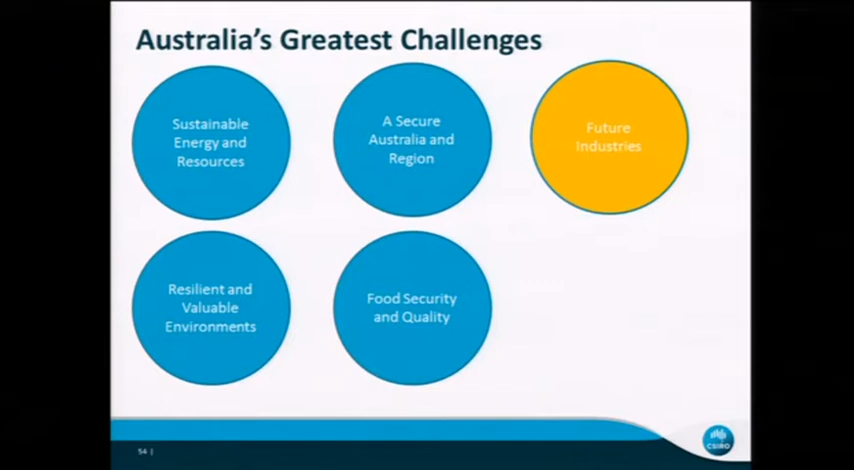 Australia's Greatest Challenges
Sustainable
Energy and
Resources
A Secure
Australia and
Region
Future
Industries
Resilient and
Valuable
Environments
Food Security
and Quality
54 |
CSIRO